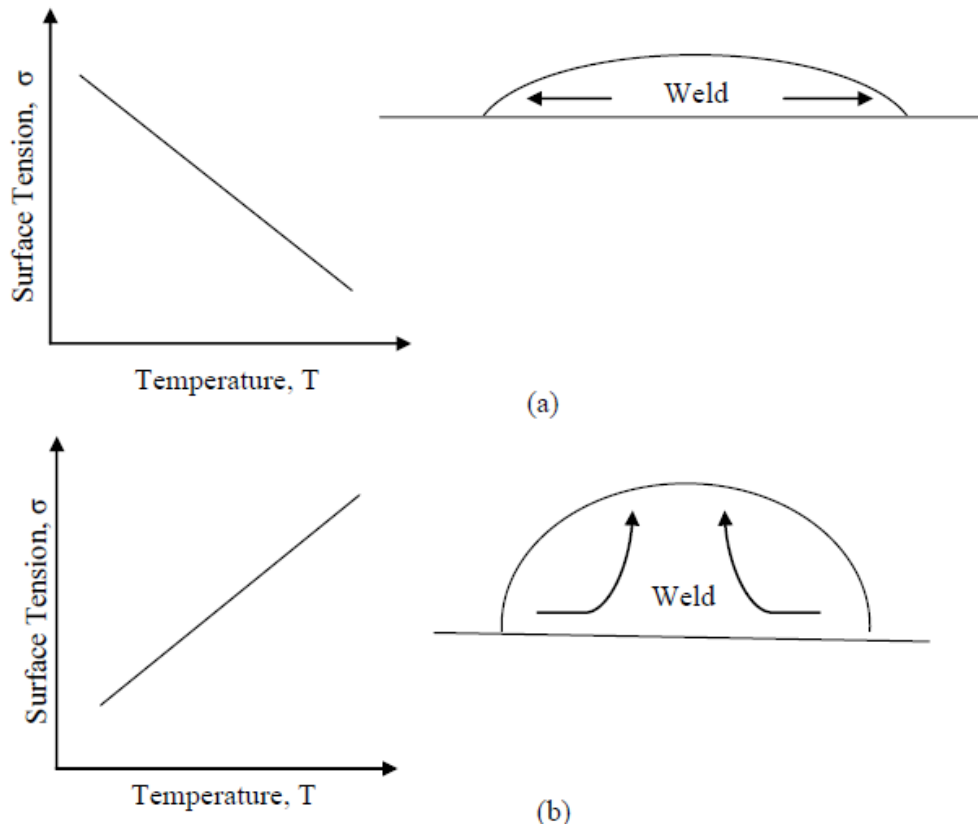 Surface Tension, σ
Weld
Temperature, T
(a)
Surface Tension, σ
Weld
Temperature, T
(b)